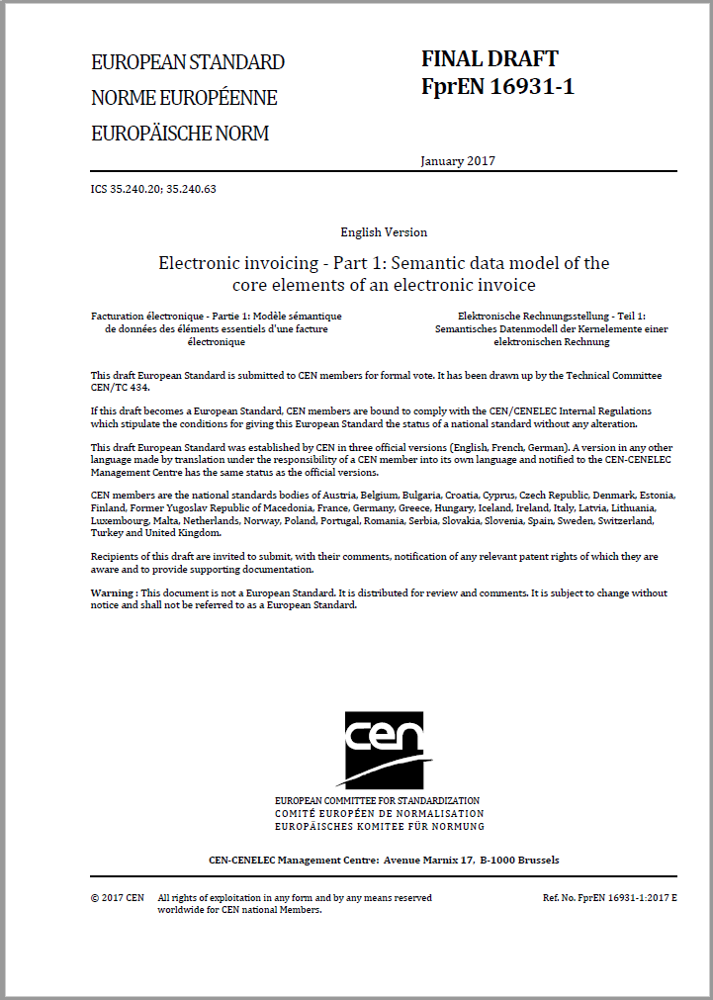 EUROPEAN STANDARD
NORME EUROPÉENNE
EUROPÄISCHE NORM
FINAL DRAFT
FprEN 16931-1
January 2017
ICS 35.240.20; 35.240.63
English Version
Electronic invoicing - Part 1: Semantic data model of the
core elements of an electronic invoice
Facturation électronique - Partie 1: Modèle sémantique
de données des éléments essentiels d'une facture
électronique
Elektronische Rechnungsstellung - Teil 1:
Semantisches Datenmodell der Kernelemente einer
elektronischen Rechnung
This draft European Standard is submitted to CEN members for formal vote. It has been drawn up by the Technical Committee
CEN/TC 434.
If this draft becomes a European Standard, CEN members are bound to comply with the CEN/CENELEC Internal Regulations
which stipulate the conditions for giving this European Standard the status of a national standard without any alteration.
This draft European Standard was established by CEN in three official versions (English, French, German). A version in any other
language made by translation under the responsibility of a CEN member into its own language and notified to the CEN-CENELEC
Management Centre has the same status as the official versions.
CEN members are the national standards bodies of Austria, Belgium, Bulgaria, Croatia, Cyprus, Czech Republic, Denmark, Estonia,
Finland, Former Yugoslav Republic of Macedonia, France, Germany, Greece, Hungary, Iceland, Ireland, Italy, Latvia, Lithuania,
Luxembourg, Malta, Netherlands, Norway, Poland, Portugal, Romania, Serbia, Slovakia, Slovenia, Spain, Sweden, Switzerland,
Turkey and United Kingdom.
Recipients of this draft are invited to submit, with their comments, notification of any relevant patent rights of which they are
aware and to provide supporting documentation.
Warning : This document is not a European Standard. It is distributed for review and comments. It is subject to change without
notice and shall not be referred to as a European Standard.
cen
EUROPEAN COMMITTEE FOR STANDARDIZATION
COMITÉ EUROPÉEN DE NORMALISATION
EUROPÄISCHES KOMITEE FÜR NORMUNG
CEN-CENELEC Management Centre: Avenue Marnix 17, B-1000 Brussels
© 2017 CEN
All rights of exploitation in any form and by any means reserved
worldwide for CEN national Members.
Ref. No. FprEN 16931-1:2017 E